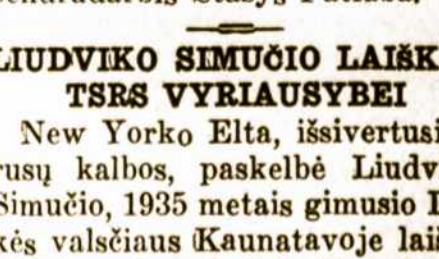 LIUDVIKO SIMUČIO LAIŠK
TSRS VYRIAUSYBEI
New Yorko Elta, išsivertusi
rusų kalbos, paskelbė Liudv
Simučio, 1935 metais gimusio
kės valsčiaus Kaunatavoje laiš